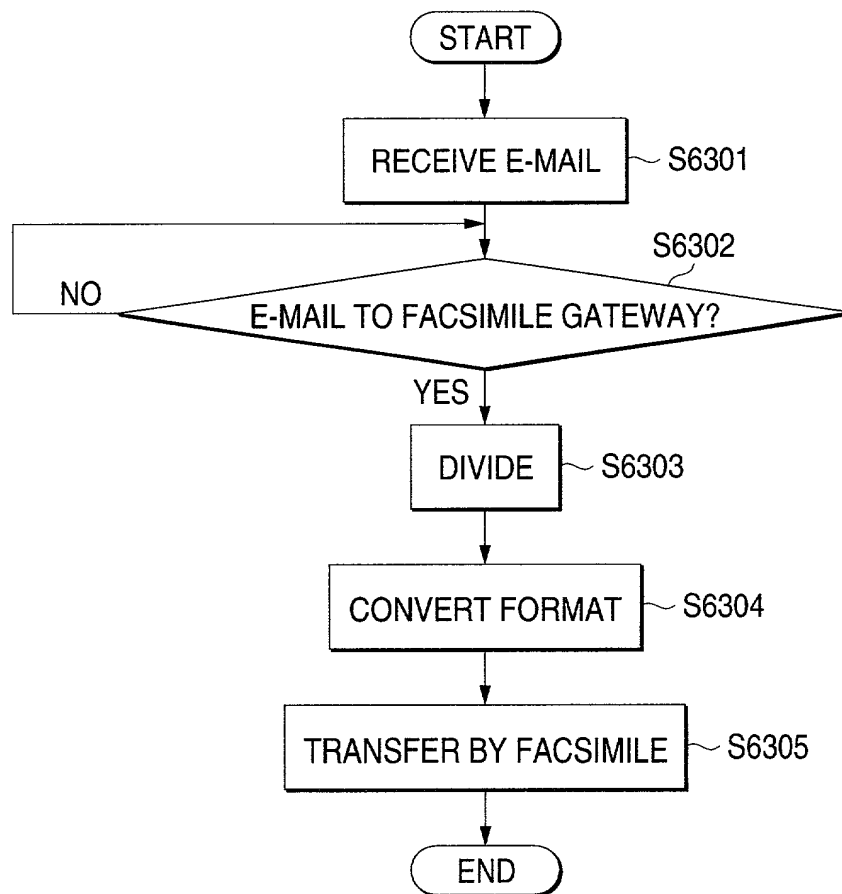 START
RECEIVE E-MAIL
S6301
S6302
E-MAIL TO FACSIMILE GATEWAY?
NO
YES
DIVIDE
S6303
CONVERT FORMAT
S6304
TRANSFER BY FACSIMILE
S6305
END